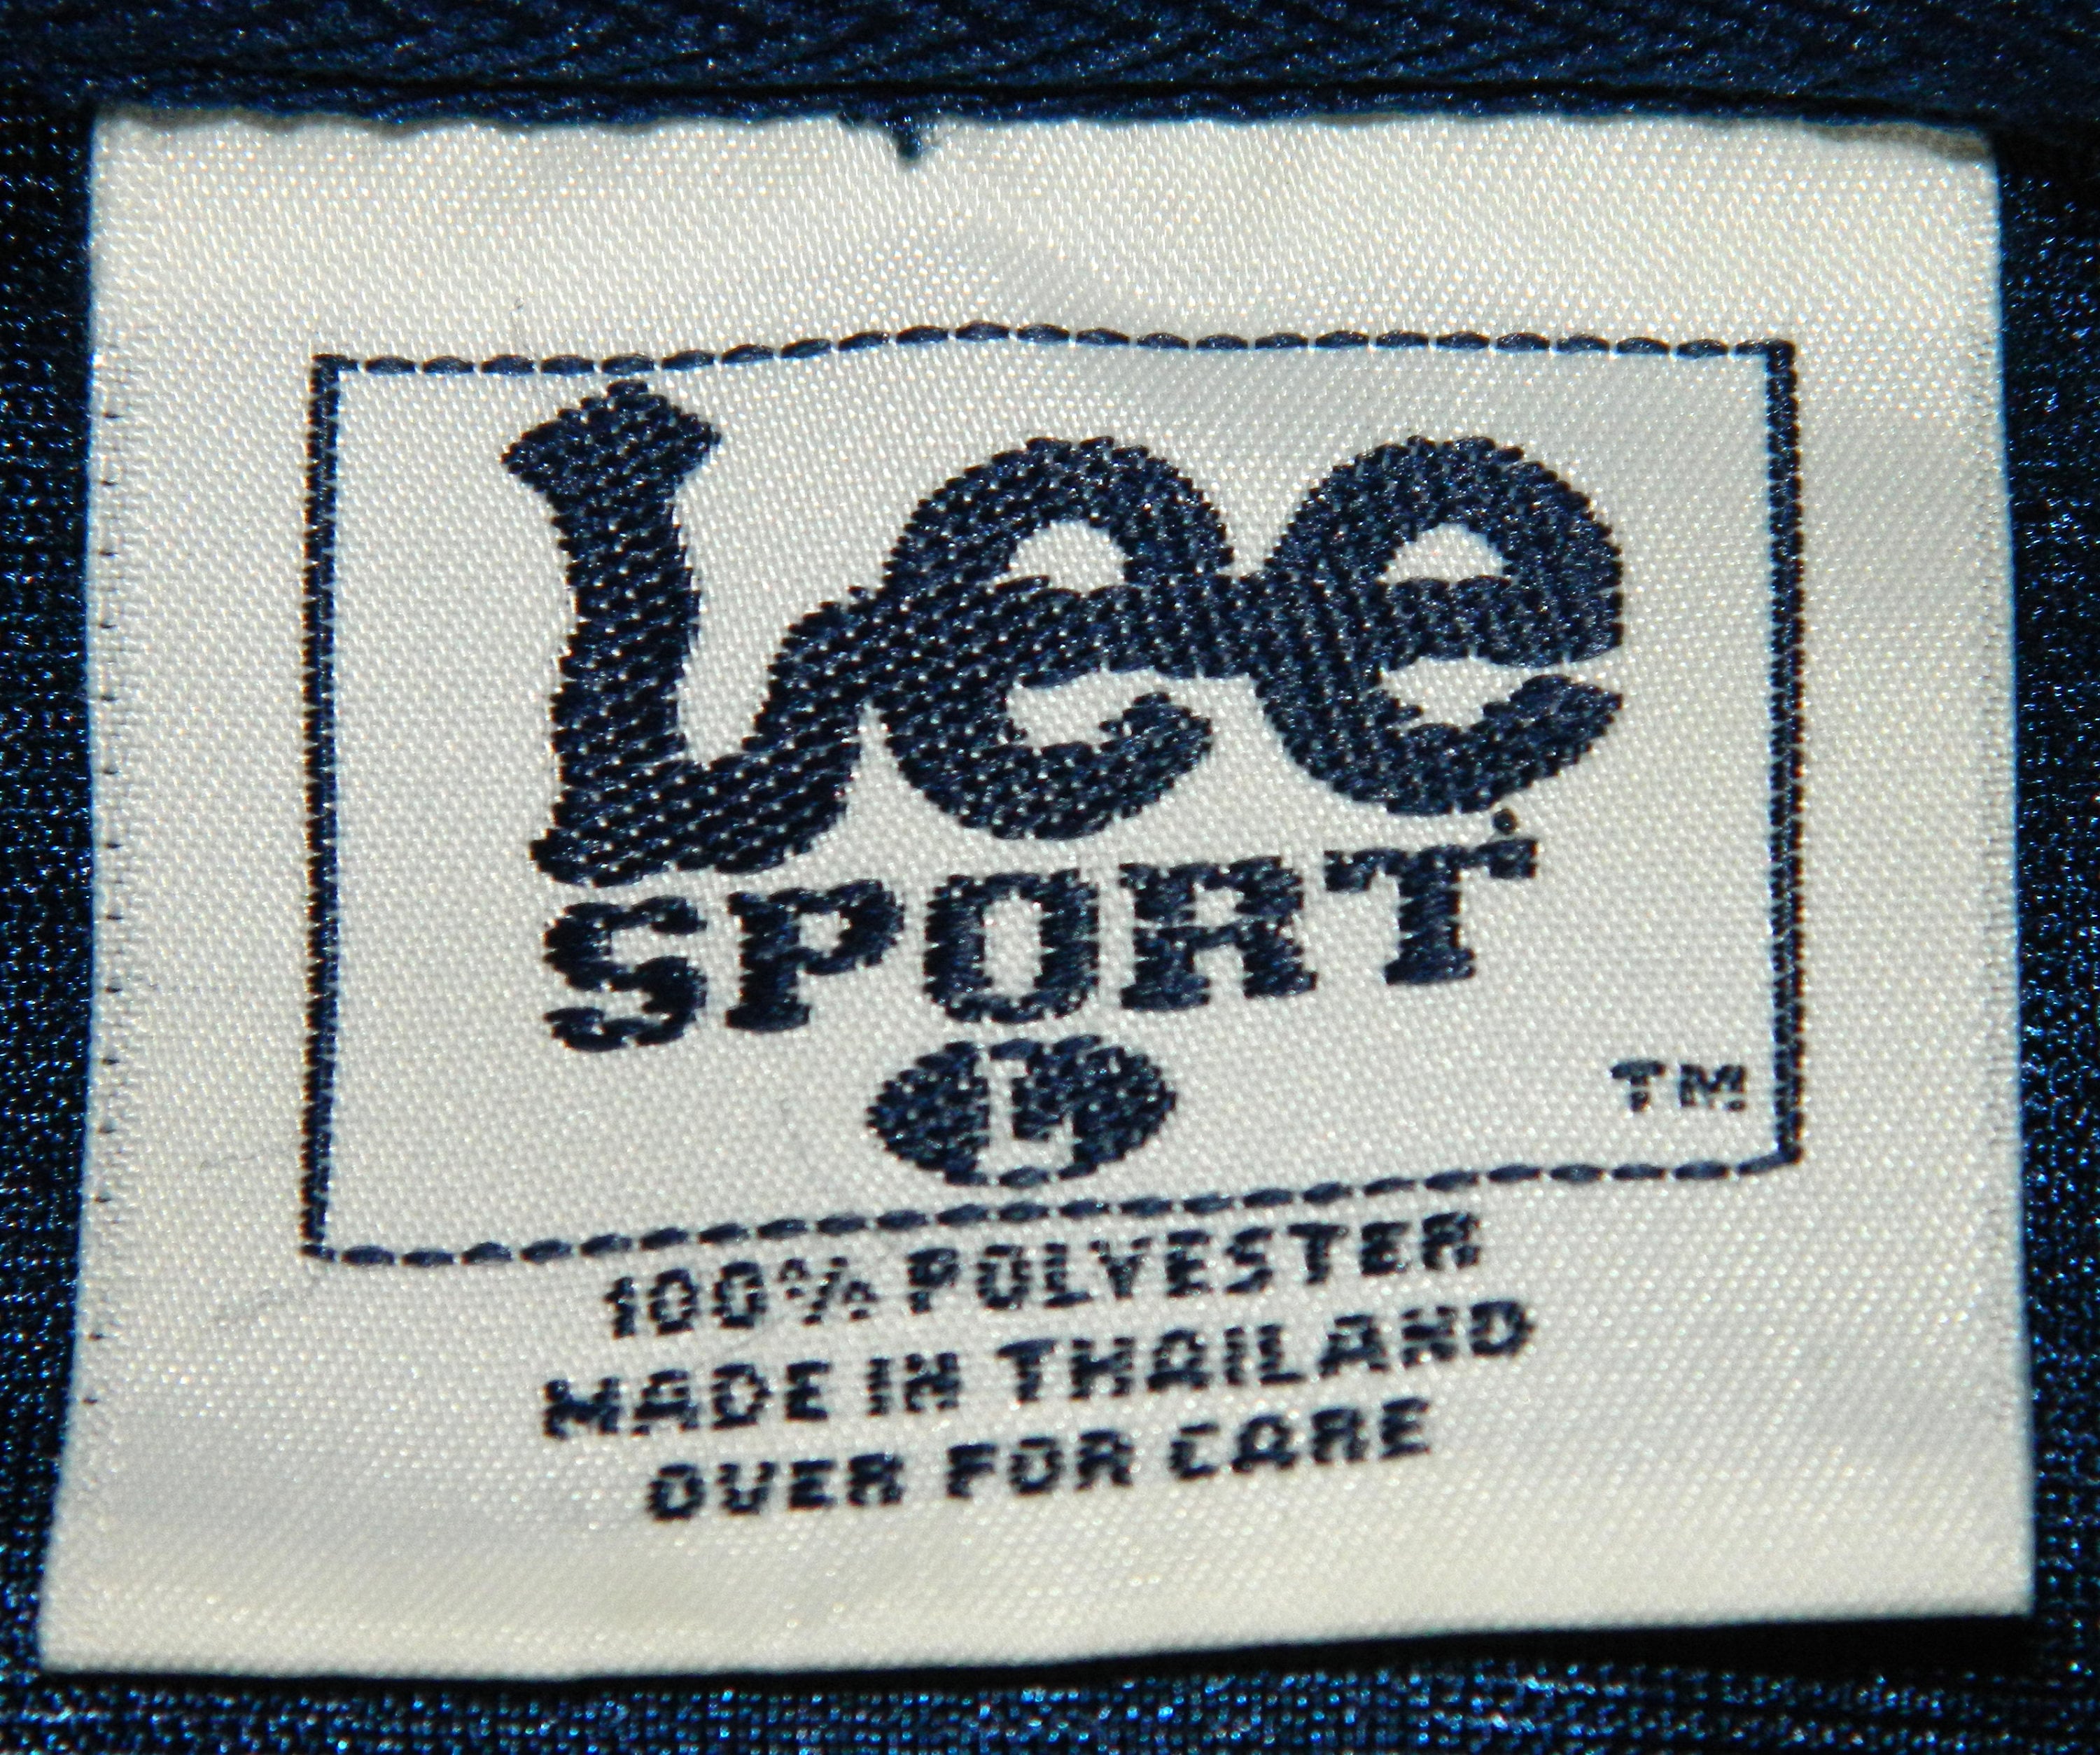 Lee
SPORT
M
TM
100% POLYESTER
MADE IN THAILAND
OVER FOR CARE